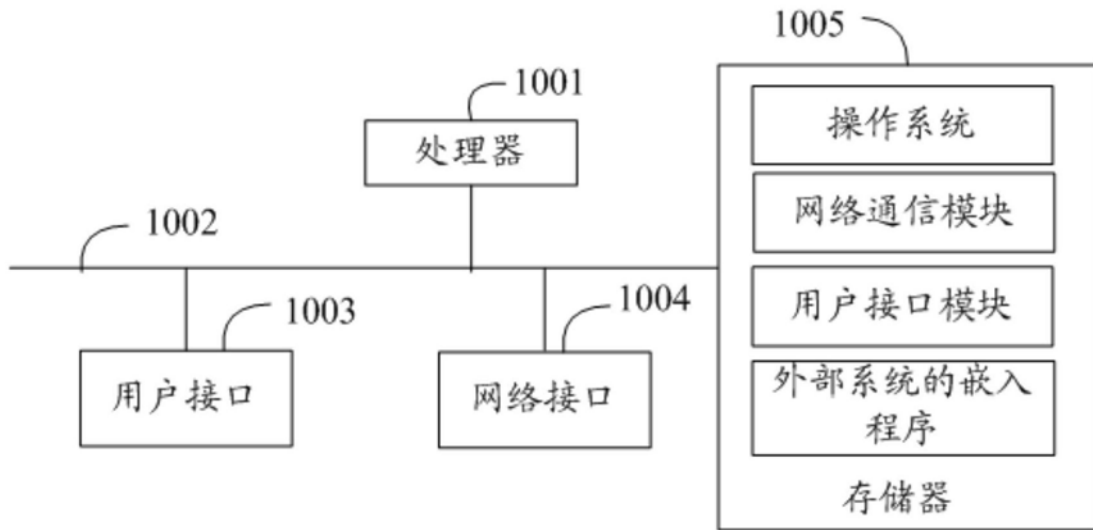 1005
1001
操作系统
处理器
网络通信模块
1002
用户接口模块
1003
1004
用户接口
网络接口
外部系统的嵌入
程序
存储器